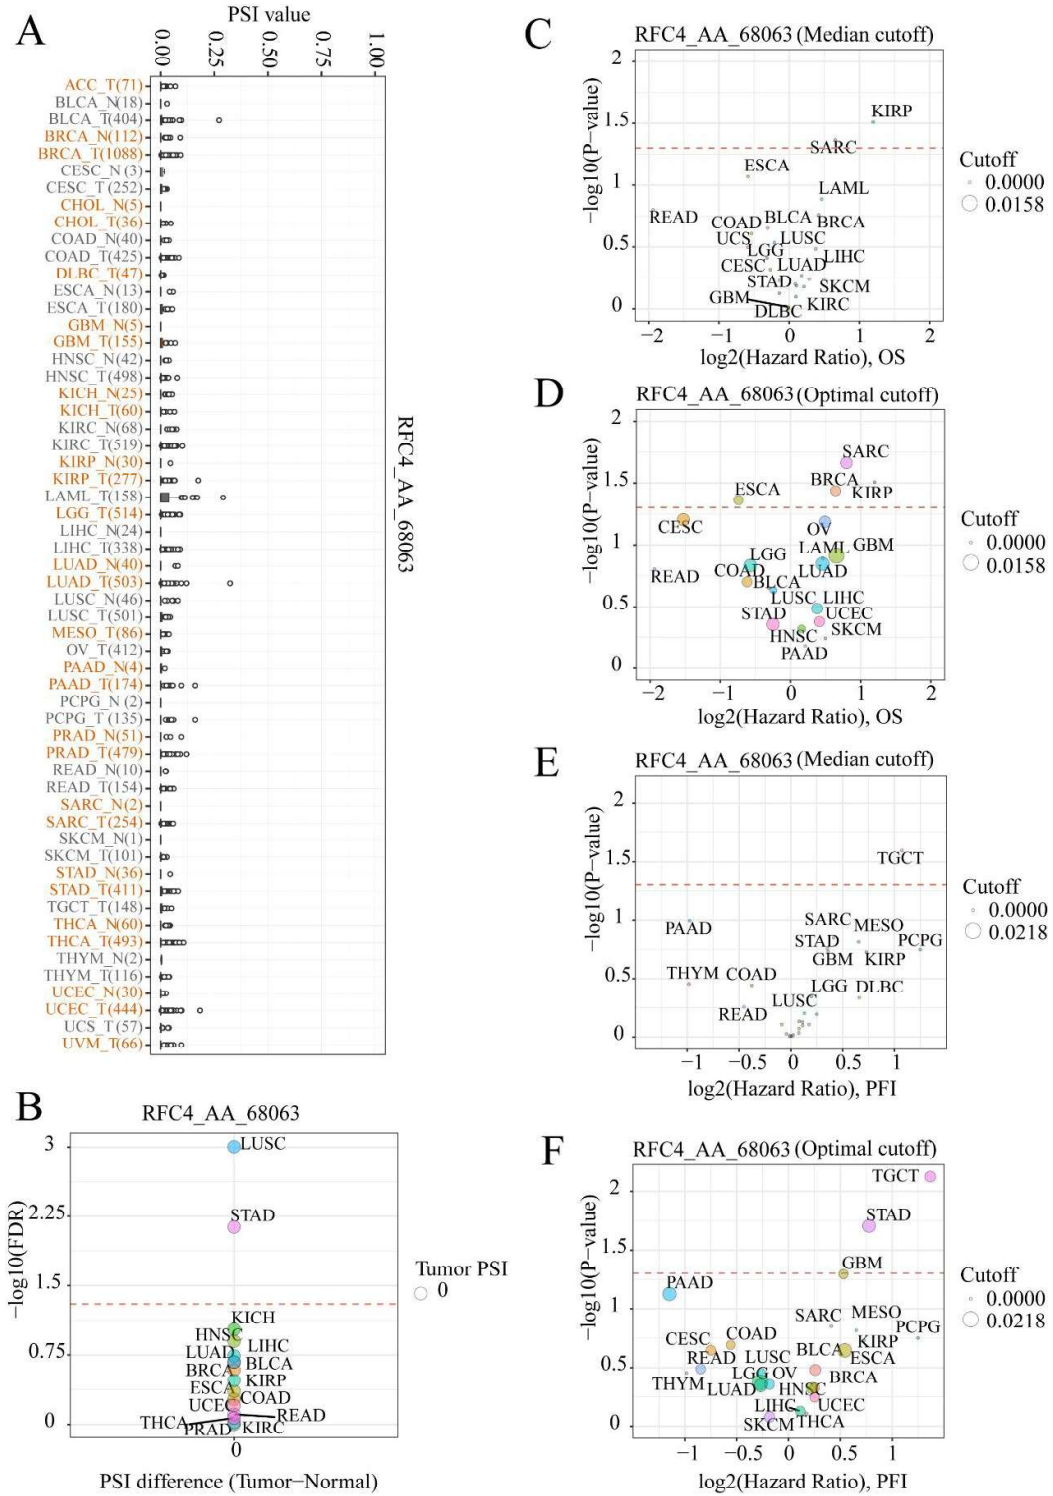 A
PSI value
0.00
0.25
0.50
0.75
1.00
ACC_T(71)
BLCA_N(18)
BLCA_T(404)
BRCA_N(112)
BRCA_T(1088)
CESC_N(3)
CESC_T(252)
CHOL_N(5)
CHOL_T(36)
COAD_N(40)
COAD_T(425)
DLBC_T(47)
ESCA_N(13)
ESCA_T(180)
GBM_N(5)
GBM_T(155)
HNSC_N(42)
HNSC_T(498)
KICH_N(25)
KICH_T(60)
KIRC_N(68)
KIRC_T(519)
KIRP_N(30)
KIRP_T(277)
LAML_T(158)
LGG_T(514)
LIHC_N(24)
LIHC_T(338)
LUAD_N(40)
LUAD_T(503)
LUSC_N(46)
LUSC_T(501)
MESO_T(86)
OV_T(412)
PAAD_N(4)
PAAD_T(174)
PCPG_N(2)
PCPG_T(135)
PRAD_N(51)
PRAD_T(479)
READ_N(10)
READ_T(154)
SARC_N(2)
SARC_T(254)
SKCM_N(1)
SKCM_T(101)
STAD_N(36)
STAD_T(411)
TGCT_T(148)
THCA_N(60)
THCA_T(493)
THYM_N(2)
THYM_T(116)
UCEC_N(30)
UCEC_T(444)
UCS_T(57)
UVM_T(66)
RFC4_AA_68063
B
RFC4_AA_68063
−log10(FDR)
3
2.25
1.5
0.75
0
LUSC
STAD
KICH
HNSC
LUAD
LIHC
BRCA
BLCA
ESCA
KIRP
UCEC
COAD
THCA
READ
PRAD
KIRC
0
PSI difference (Tumor−Normal)
Tumor PSI
0
C
RFC4_AA_68063 (Median cutoff)
−log10(P−value)
2
1.5
1
0.5
0
KIRP
SARC
ESCA
LAML
READ
COAD
BLCA
BRCA
UCS
LUSC
LGG
LIHC
CESC
LUAD
STAD
SKCM
GBM
KIRC
DLBC
−2
−1
0
1
2
log2(Hazard Ratio), OS
Cutoff
0.0000
0.0158
D
RFC4_AA_68063 (Optimal cutoff)
−log10(P−value)
2
1.5
1
0.5
0
SARC
BRCA
KIRP
ESCA
CESC
OV
LAML
GBM
LGG
READ
COAD
BLCA
LUAD
LUSC
LIHC
STAD
UCEC
HNSC
SKCM
PAAD
−2
−1
0
1
2
log2(Hazard Ratio), OS
Cutoff
0.0000
0.0158
E
RFC4_AA_68063 (Median cutoff)
−log10(P−value)
2
1.5
1
0.5
0
TGCT
PAAD
SARC
MESO
STAD
PCPG
GBM
KIRP
THYM
COAD
LGG
DLBC
READ
LUSC
−1
−0.5
0
0.5
1
log2(Hazard Ratio), PFI
Cutoff
0.0000
0.0218
F
RFC4_AA_68063 (Optimal cutoff)
−log10(P−value)
2
1.5
1
0.5
0
TGCT
STAD
GBM
PAAD
SARC
MESO
PCPG
CESC
COAD
KIRP
BLCA
ESCA
READ
LUSC
LGG
OV
BRCA
THYM
LUAD
HNSC
LIHC
UCEC
SKCM
THCA
−1
−0.5
0
0.5
1
log2(Hazard Ratio), PFI
Cutoff
0.0000
0.0218